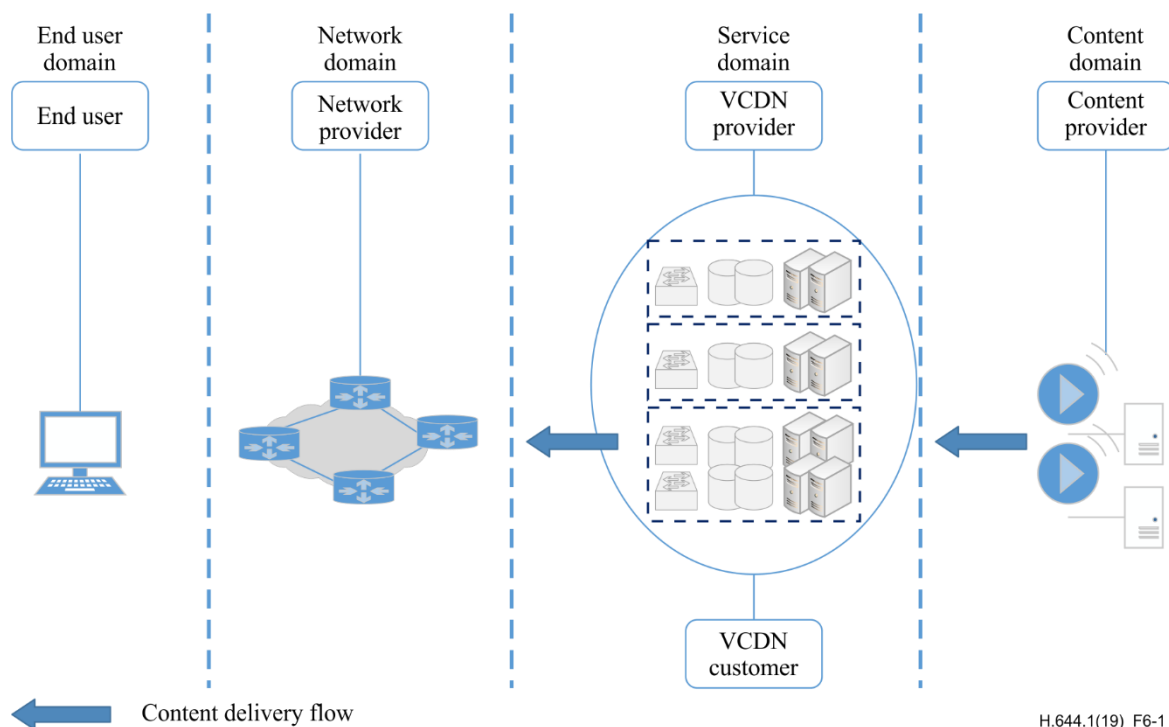 End user
domain
End user
Network
domain
Network
provider
Service
domain
VCDN
provider
Content
domain
Content
provider
VCDN
customer
Content delivery flow
H.644.1(19)_F6-1